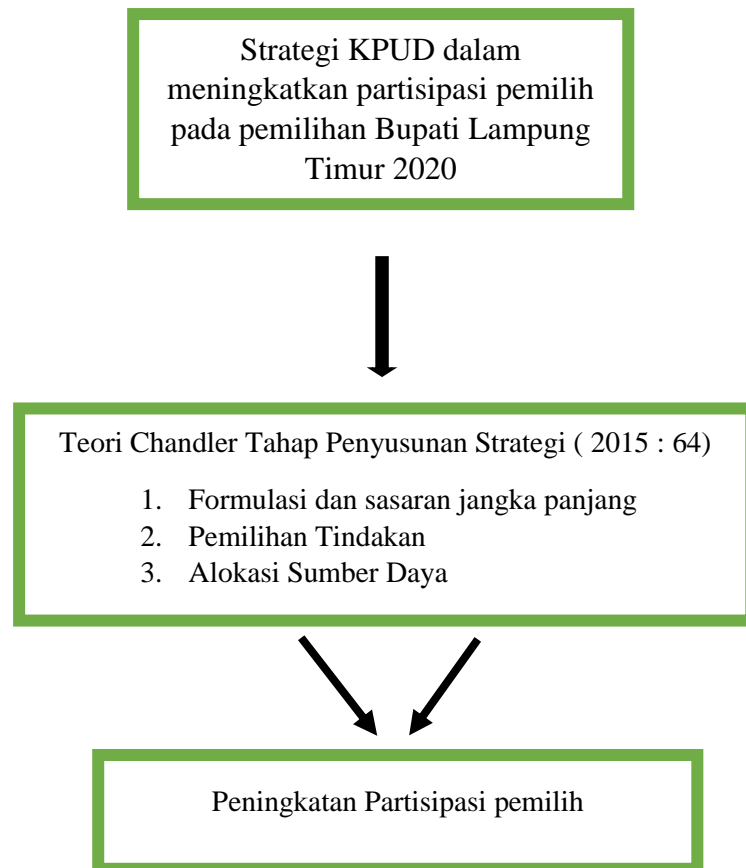 Strategi KPUD dalam
meningkatkan partisipasi pemilih
pada pemilihan Bupati Lampung
Timur 2020
Teori Chandler Tahap Penyusunan Strategi ( 2015 : 64)
1. Formulasi dan sasaran jangka panjang
2. Pemilihan Tindakan
3. Alokasi Sumber Daya
Peningkatan Partisipasi pemilih